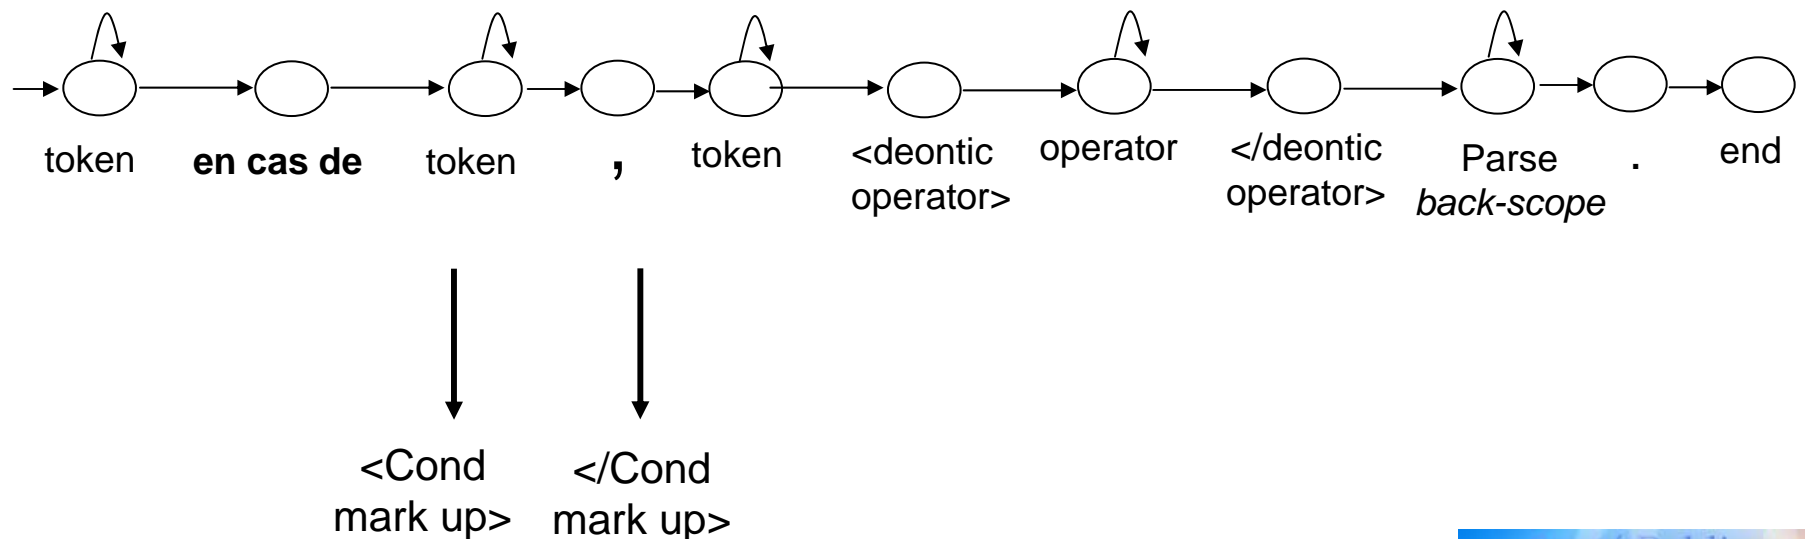 token
en cas de
token
,
token
<deontic
operator>
operator
</deontic
operator>
Parse
back-scope
.
end
<Cond
mark up>
</Cond
mark up>